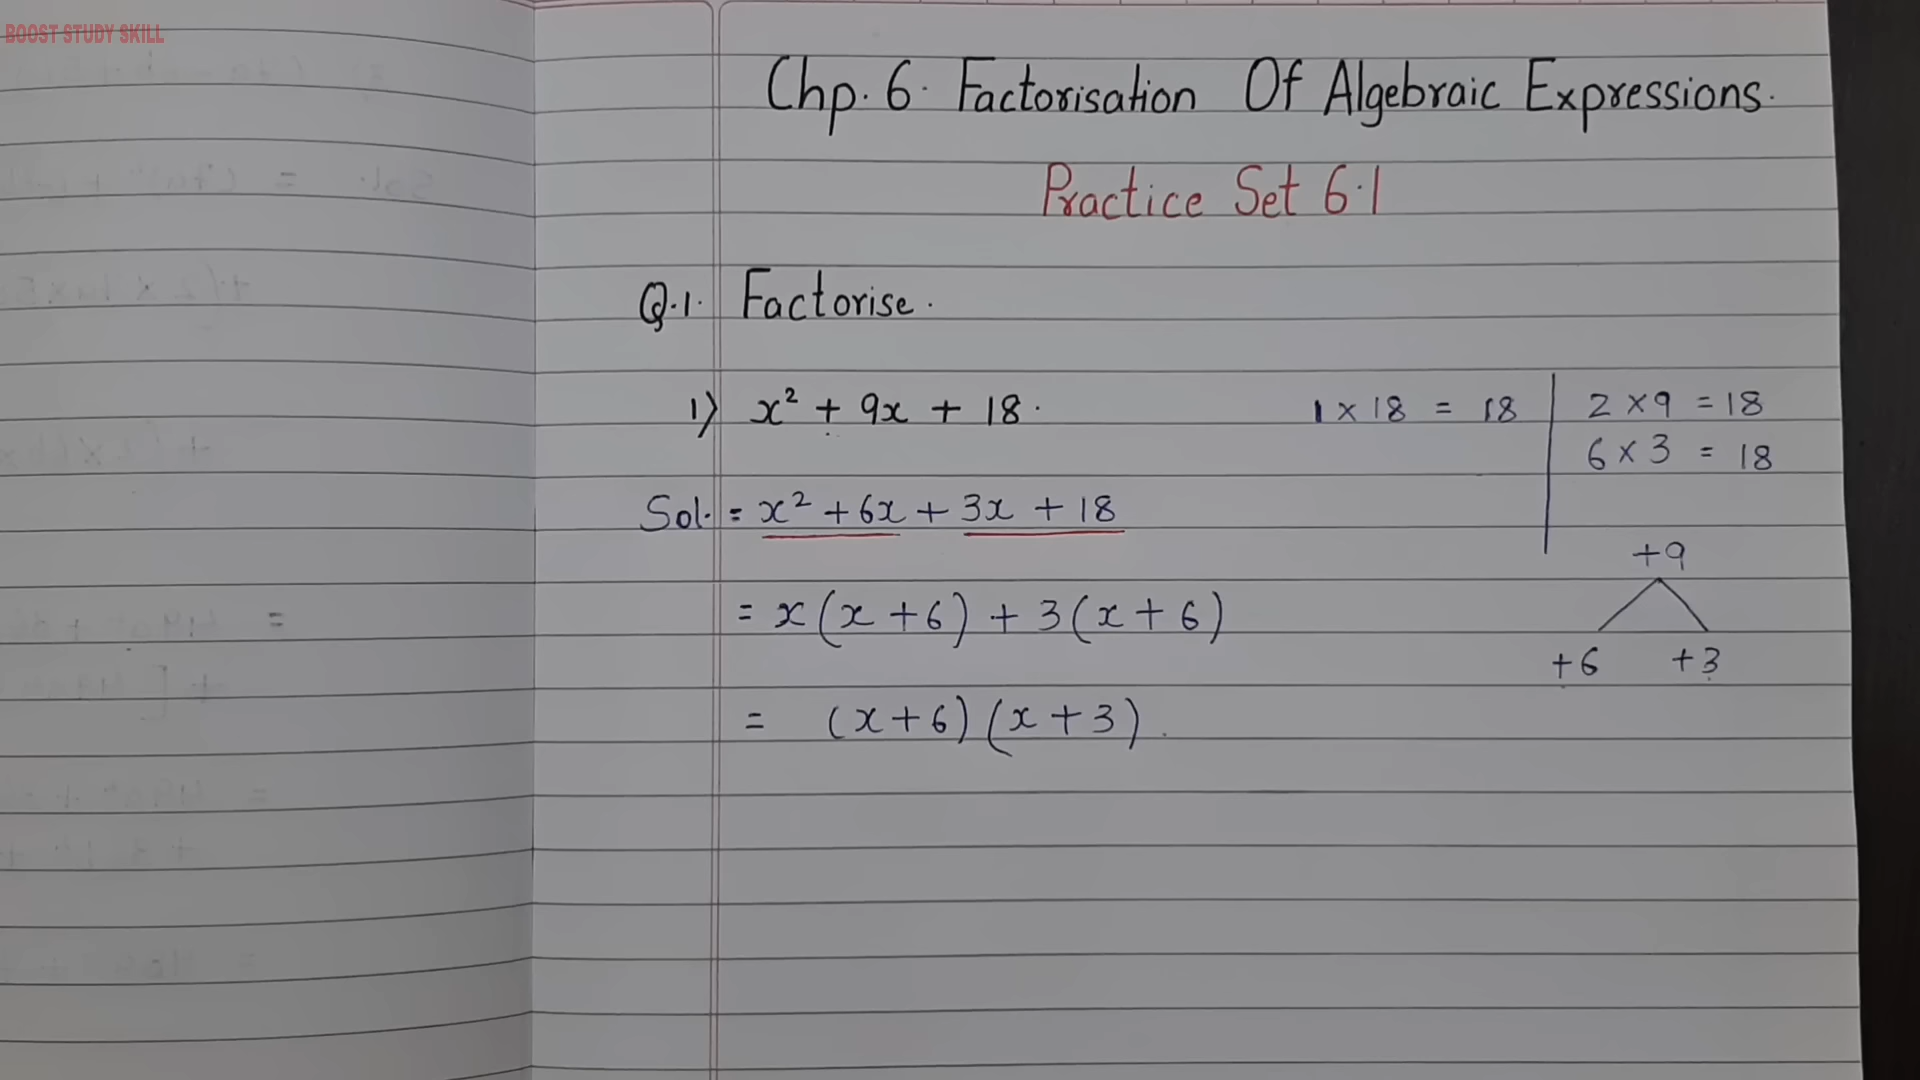 BOOST STUDY SKILL
Chp. 6. Factorisation Of Algebraic Expressions.
Practice Set 6.1
Q.1. Factorise.
1) x² + 9x + 18.
1 × 18 = 18
2 × 9 = 18
6 × 3 = 18
Sol. = x² + 6x + 3x + 18
+9
= x(x + 6) + 3(x + 6)
+6 +3
= (x + 6)(x + 3).